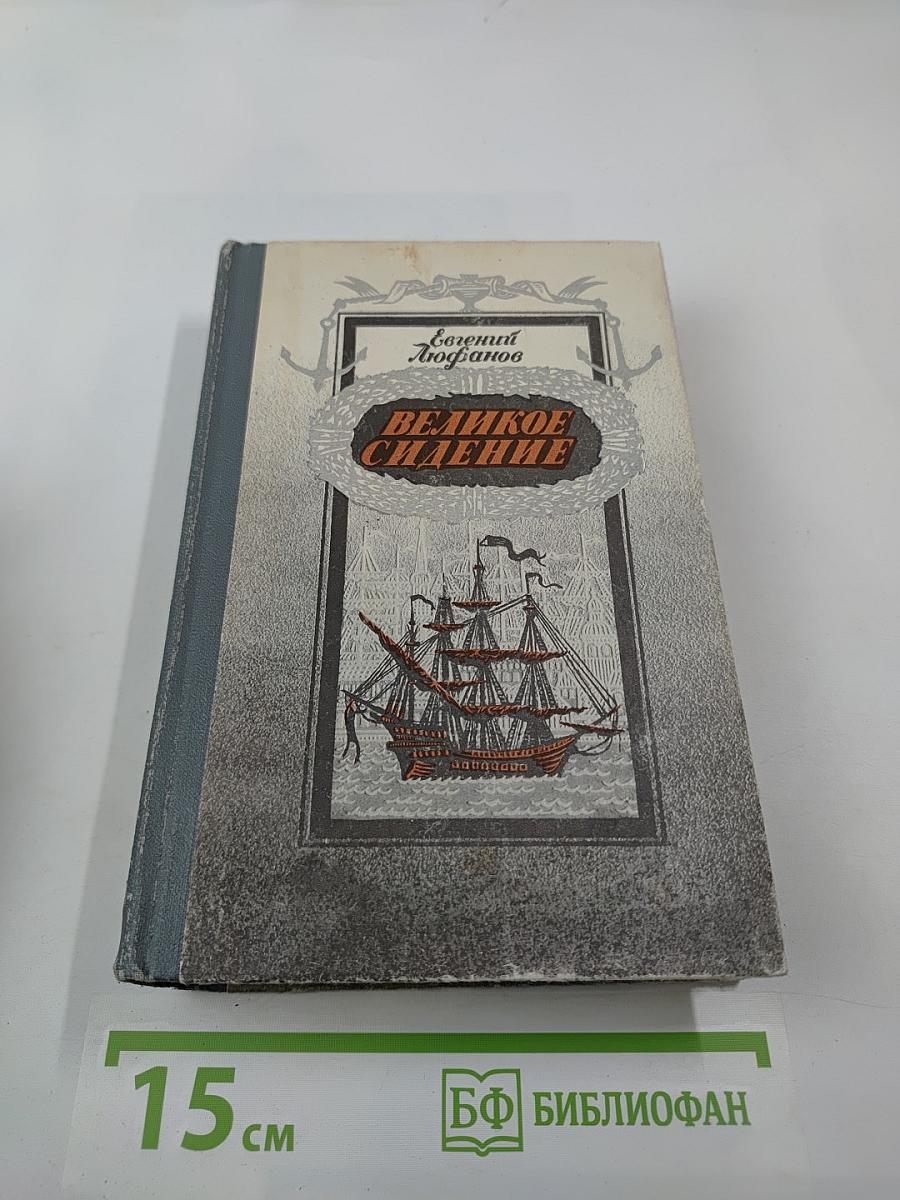 Евгений
Люфанов
ВЕЛИКОЕ
СИДЕНИЕ
15 см
БФ БИБЛИОФАН